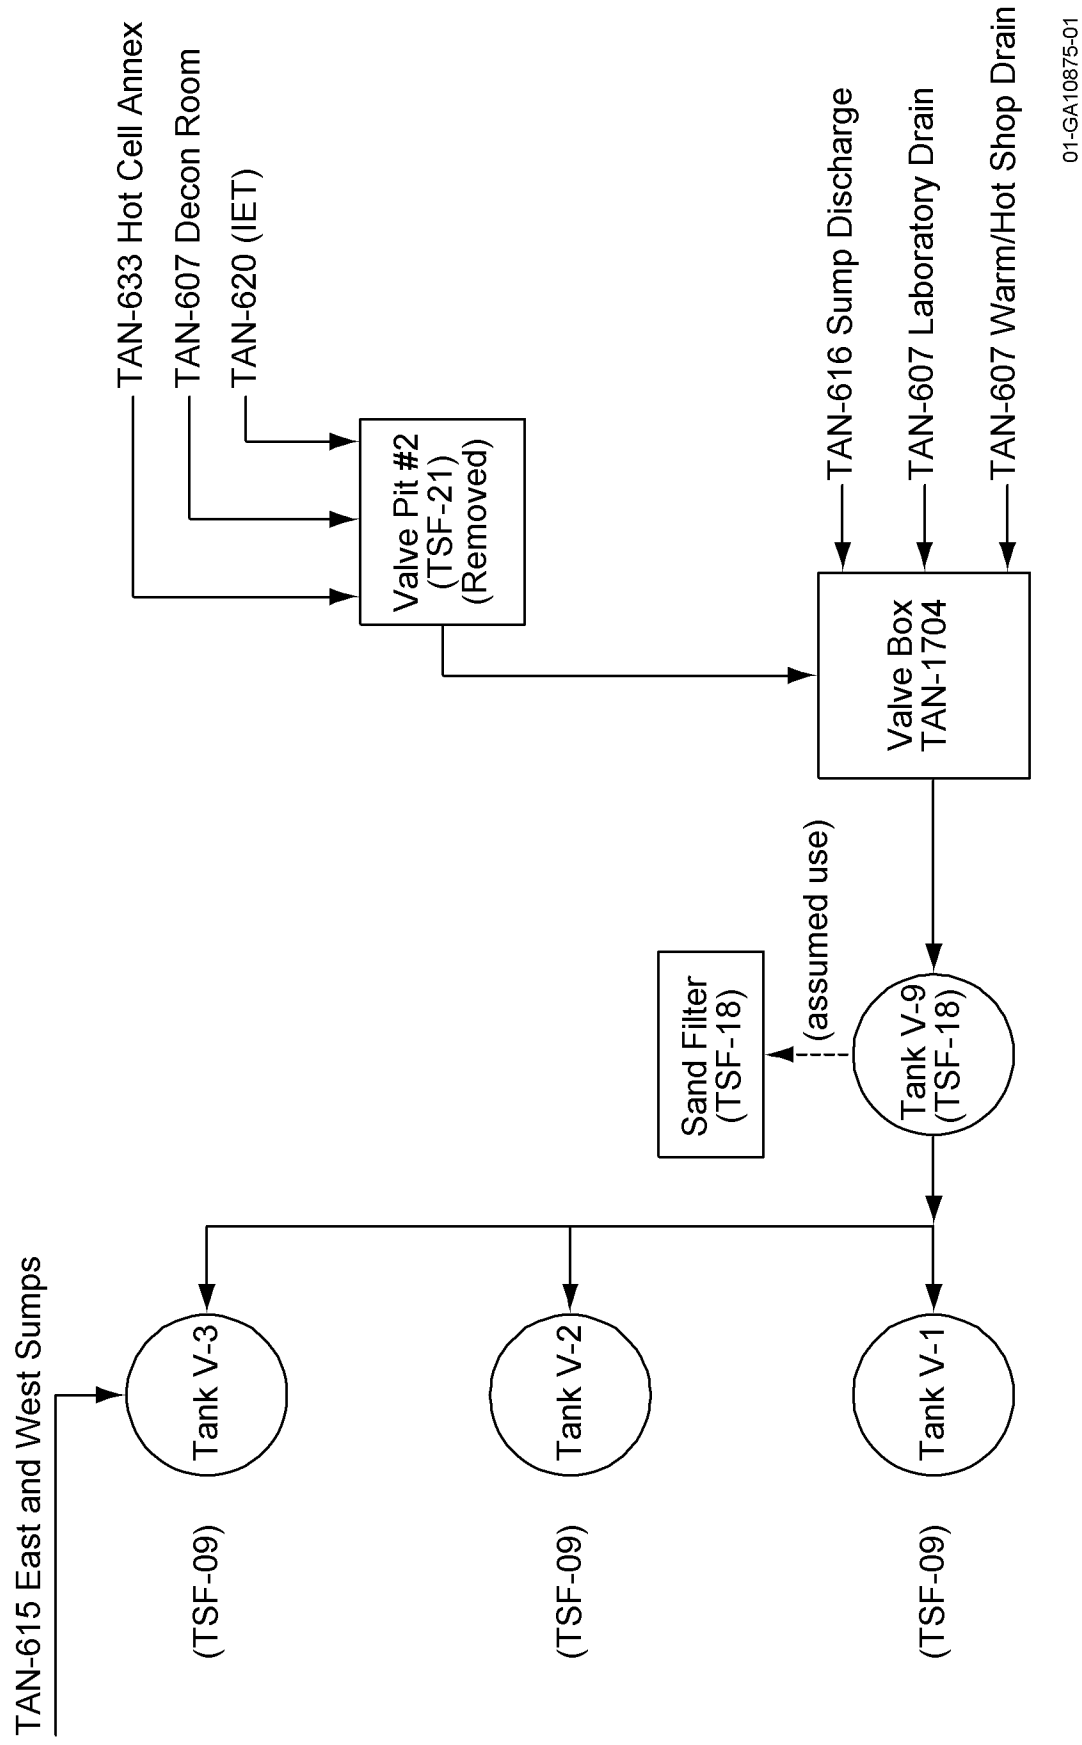 TAN-615 East and West Sumps
TAN-633 Hot Cell Annex
TAN-607 Decon Room
TAN-620 (IET)
Valve Pit #2
(TSF-21)
(Removed)
(TSF-09)
Tank V-3
(TSF-09)
Tank V-2
Sand Filter
(TSF-18)
(assumed use)
TAN-616 Sump Discharge
TAN-607 Laboratory Drain
TAN-607 Warm/Hot Shop Drain
Valve Box
TAN-1704
Tank V-9
(TSF-18)
(TSF-09)
Tank V-1
01-GA10875-01